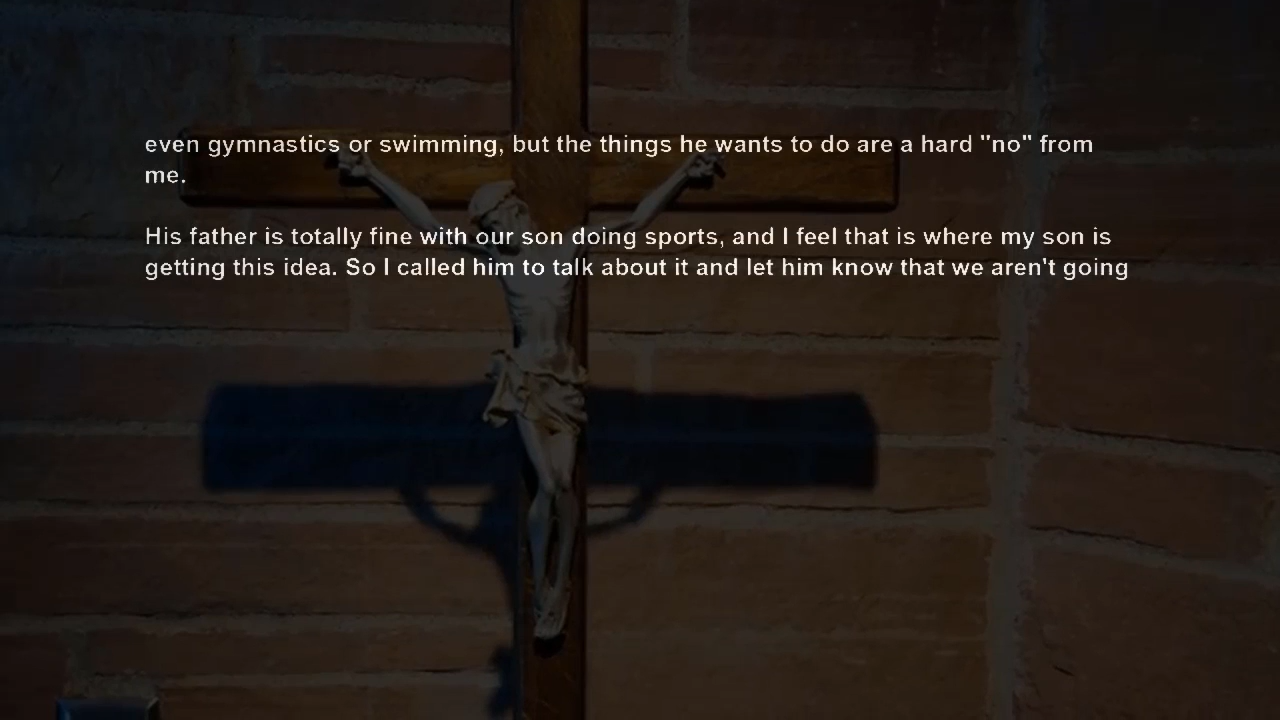 even gymnastics or swimming, but the things he wants to do are a hard "no" from
me.
His father is totally fine with our son doing sports, and I feel that is where my son is
getting this idea. So I called him to talk about it and let him know that we aren't going